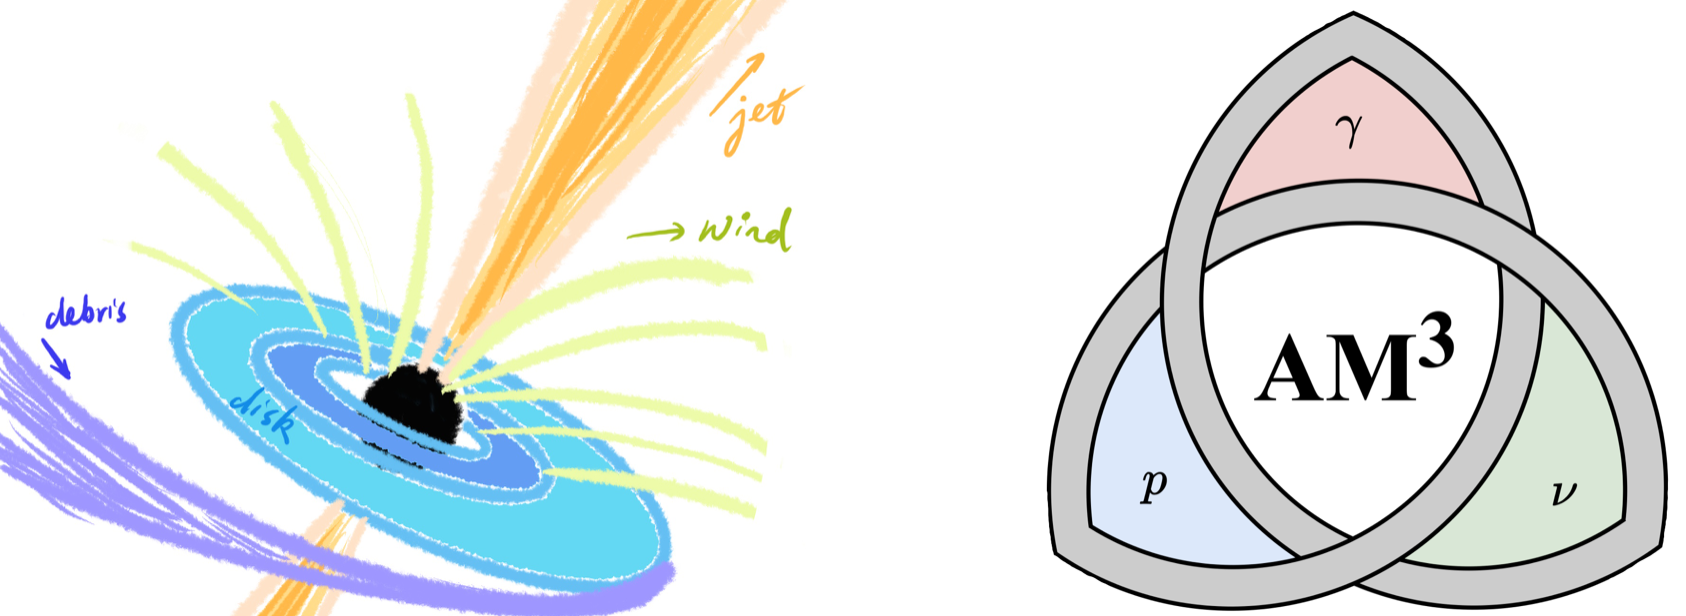 jet
wind
debris
disk
γ
AM³
p
ν